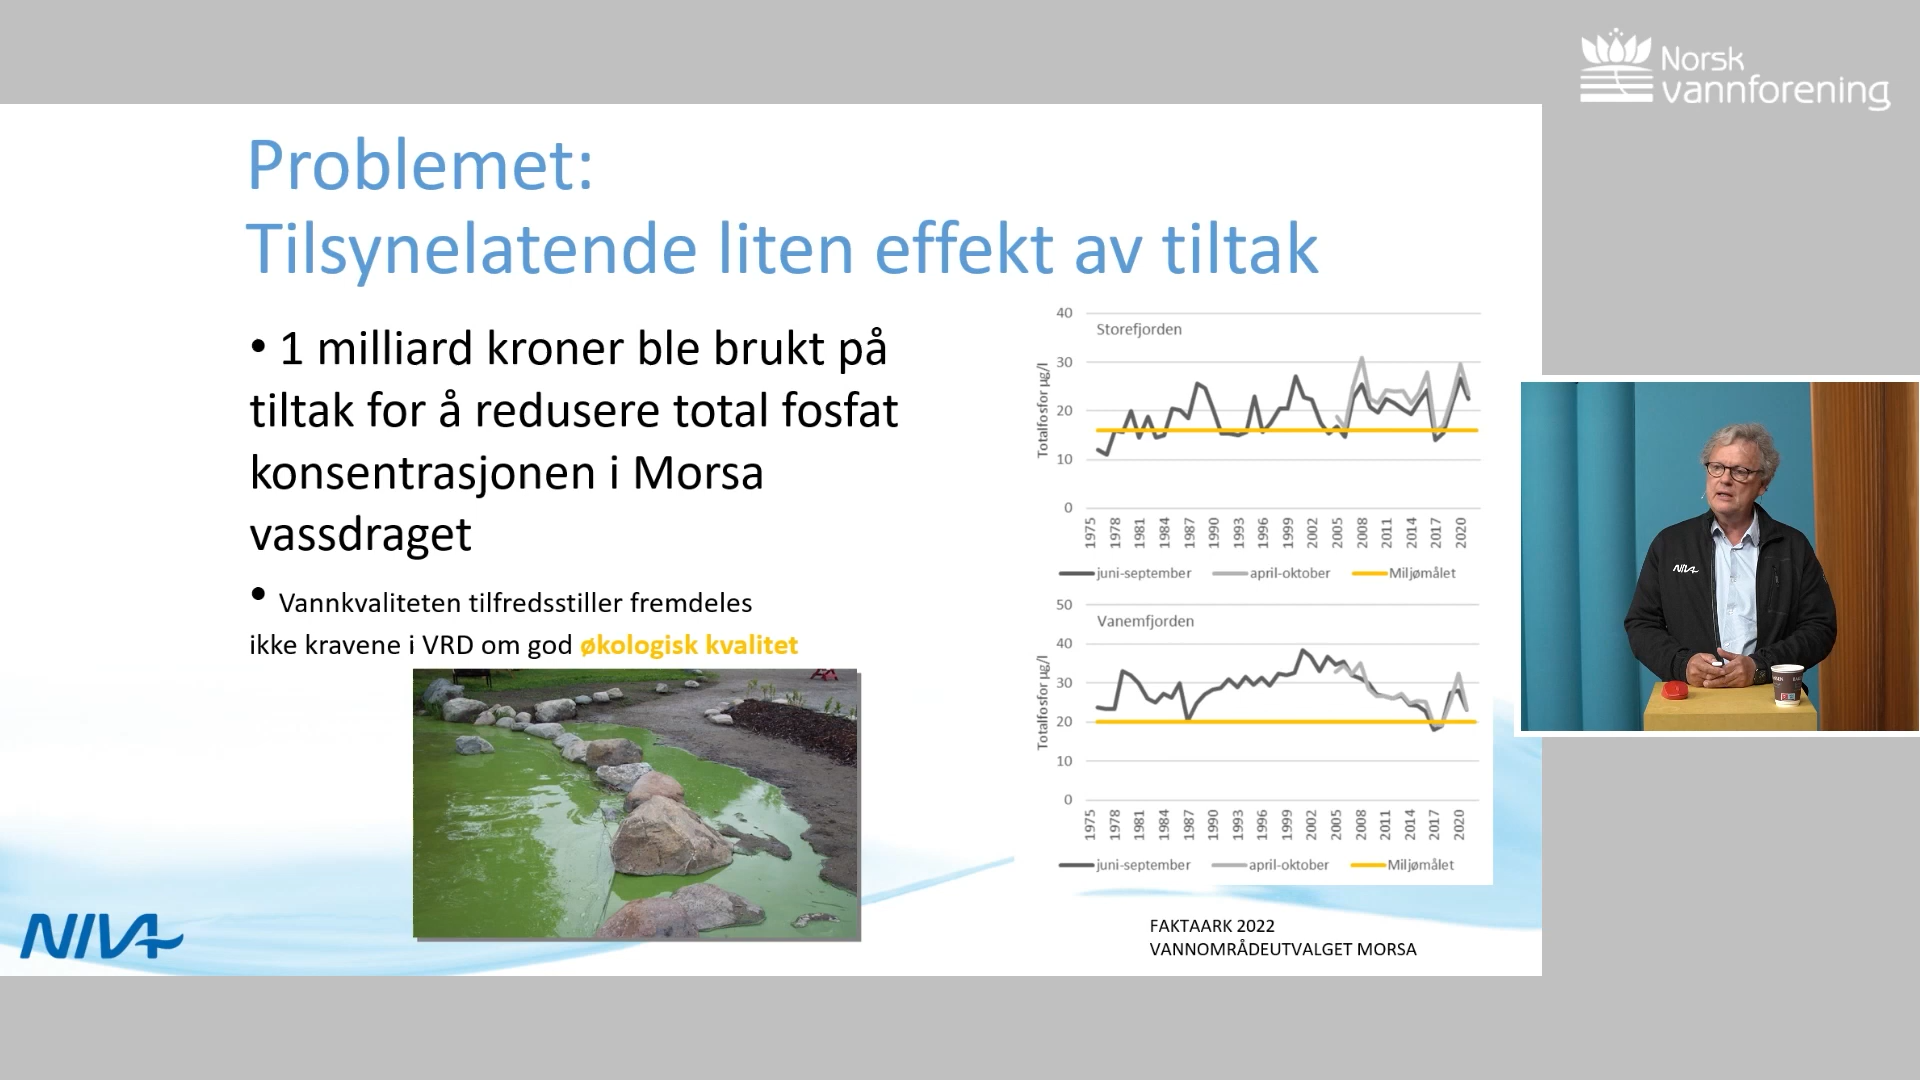 Norsk
vannforening
Problemet:
Tilsynelatende liten effekt av tiltak
• 1 milliard kroner ble brukt på
tiltak for å redusere total fosfat
konsentrasjonen i Morsa
vassdraget
• Vannkvaliteten tilfredsstiller fremdeles
ikke kravene i VRD om god økologisk kvalitet
Storefjorden
Totalfosfor µg/l
40
30
20
10
0
1975 1978 1981 1984 1987 1990 1993 1996 1999 2002 2005 2008 2011 2014 2017 2020
juni-september april-oktober Miljømålet
Vanemfjorden
Totalfosfor µg/l
50
40
30
20
10
0
1975 1978 1981 1984 1987 1990 1993 1996 1999 2002 2005 2008 2011 2014 2017 2020
juni-september april-oktober Miljømålet
FAKTAARK 2022
VANNOMRÅDEUTVALGET MORSA
NIVA
NIVA